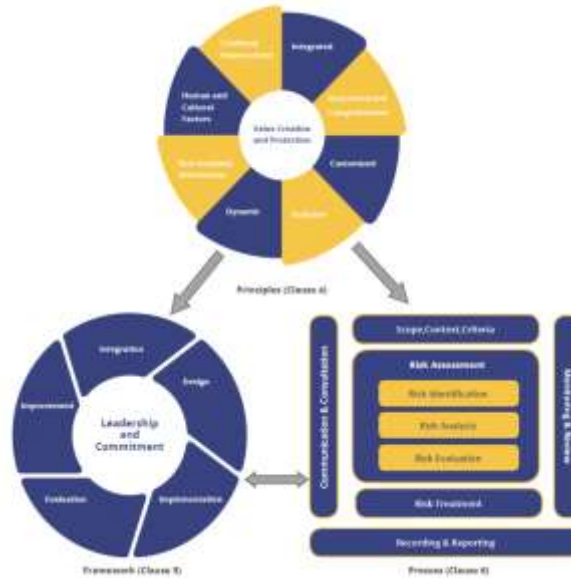 Integrated
Human and
Cultural
Factors
Value Creation
and Protection
Customized
Dynamic
Inclusive
Principles (Clause 4)
Integration
Design
Improvement
Leadership
and
Commitment
Evaluation
Implementation
Framework (Clause 5)
Scope,Context,Criteria
Communication & Consultation
Risk Assessment
Risk Identification
Risk Analysis
Risk Evaluation
Monitoring & Review
Risk Treatment
Recording & Reporting
Process (Clause 6)